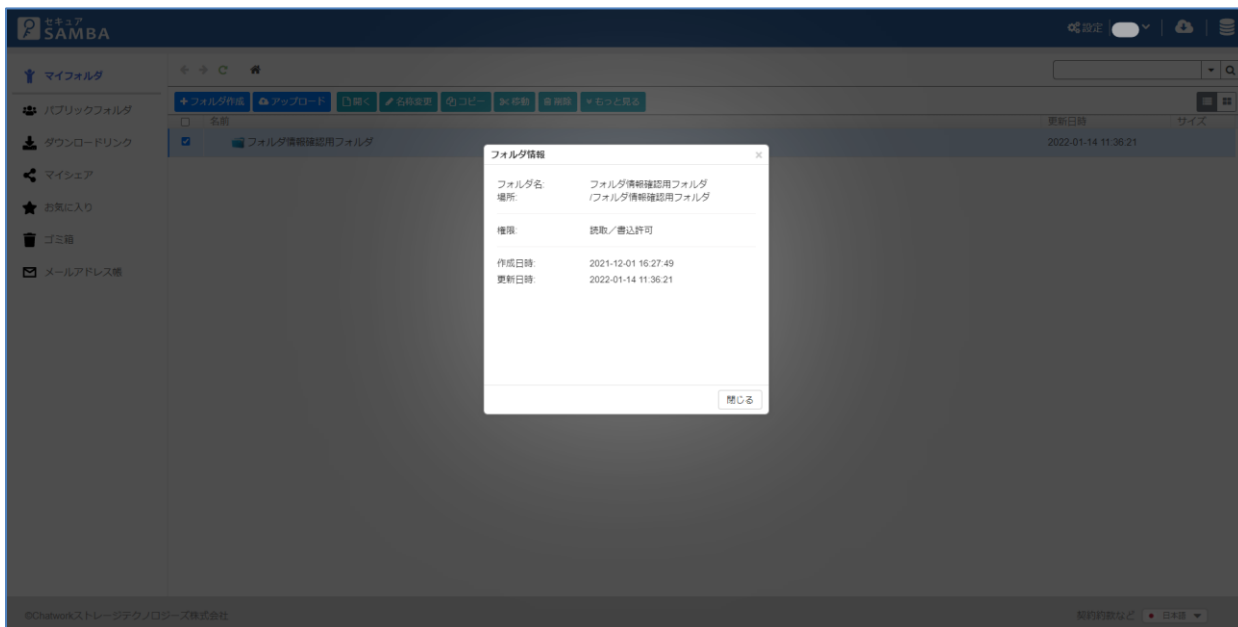 セキュア
SAMBA
設定
マイフォルダ
パブリックフォルダ
ダウンロードリンク
マイシェア
お気に入り
ゴミ箱
メールアドレス帳
+フォルダ作成 アップロード 開く 名称変更 コピー 移動 削除 もっと見る
名前 更新日時 サイズ
フォルダ情報確認用フォルダ 2022-01-14 11:36:21
フォルダ情報 ×
フォルダ名: フォルダ情報確認用フォルダ
場所: /フォルダ情報確認用フォルダ
権限: 読取/書込許可
作成日時: 2021-12-01 16:27:49
更新日時: 2022-01-14 11:36:21
閉じる
©Chatworkストレージテクノロジーズ株式会社 契約約款など 日本語